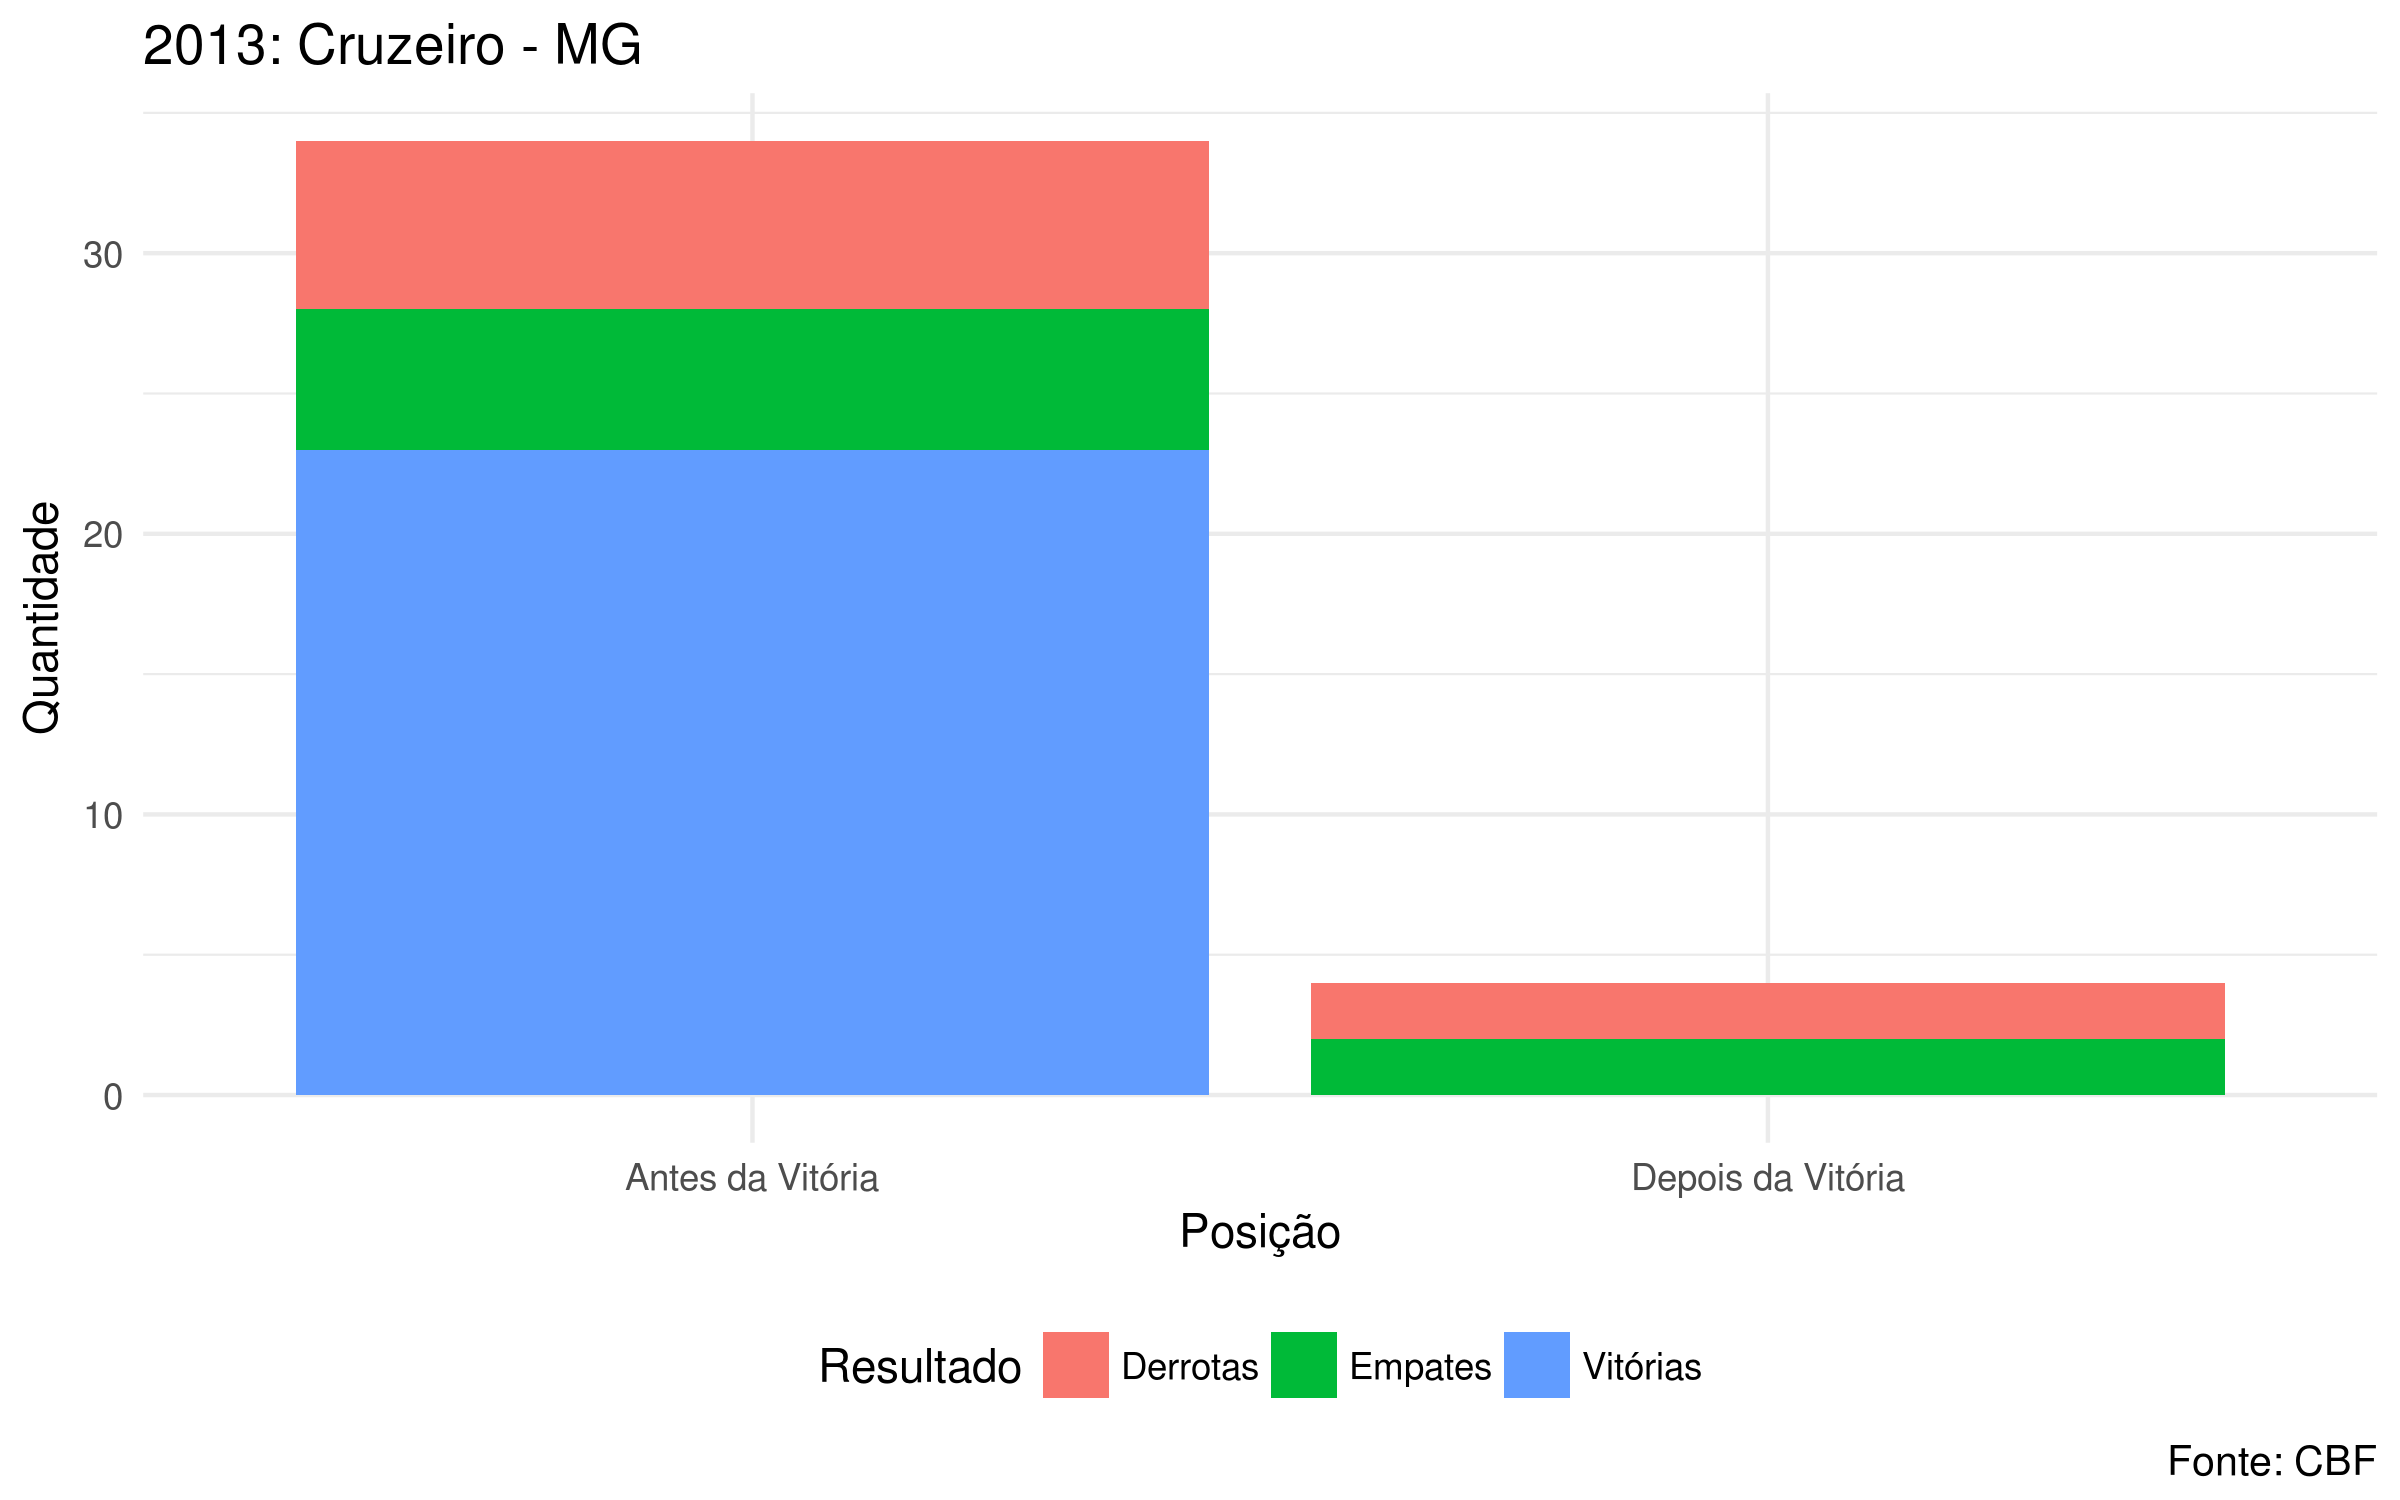 2013: Cruzeiro - MG
Quantidade
30
20
10
0
Antes da Vitória
Depois da Vitória
Posição
Resultado
Derrotas
Empates
Vitórias
Fonte: CBF